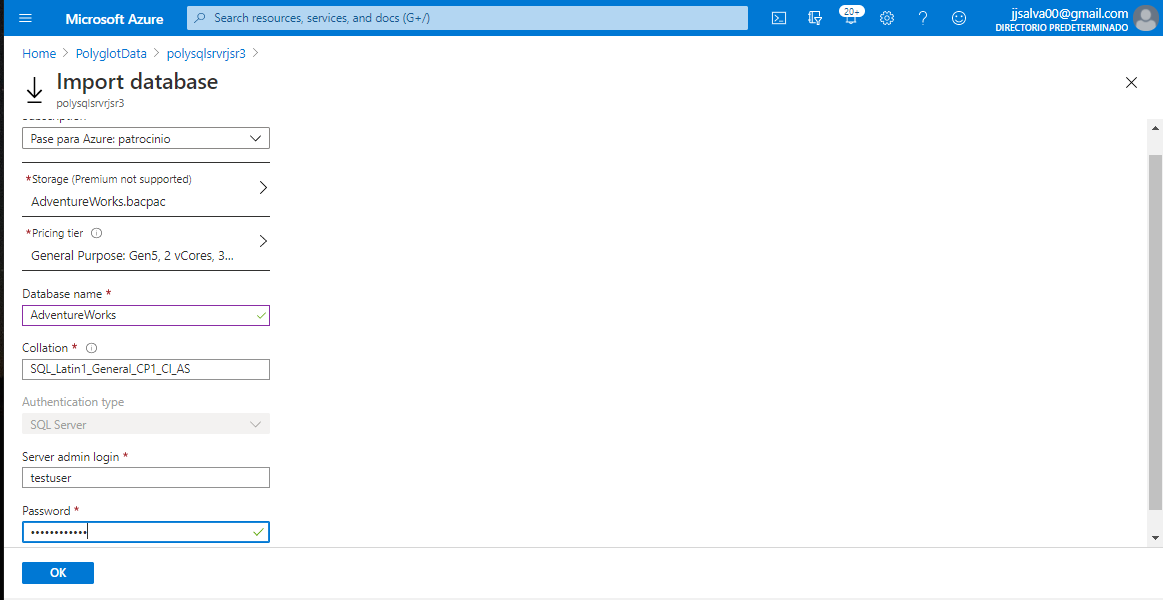 Microsoft Azure
Search resources, services, and docs (G+/)
20+
jjsalva00@gmail.com
DIRECTORIO PREDETERMINADO
Home > PolyglotData > polysqlsrvrjsr3 >
Import database
polysqlsrvrjsr3
Subscription
Pase para Azure: patrocinio
*Storage (Premium not supported)
AdventureWorks.bacpac
*Pricing tier
General Purpose: Gen5, 2 vCores, 3...
Database name *
AdventureWorks
Collation *
SQL_Latin1_General_CP1_CI_AS
Authentication type
SQL Server
Server admin login *
testuser
Password *
••••••••••••
OK